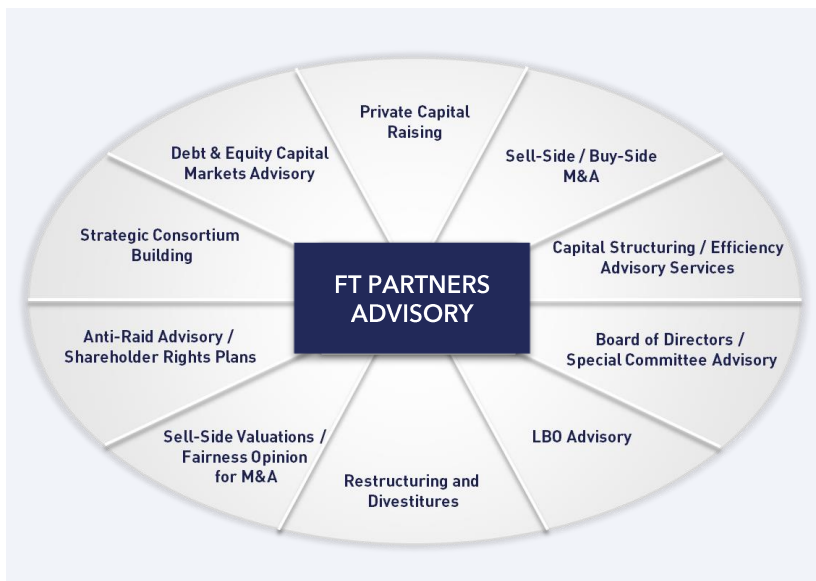 Private Capital
Raising
Sell-Side / Buy-Side
M&A
Capital Structuring / Efficiency
Advisory Services
Board of Directors /
Special Committee Advisory
LBO Advisory
Restructuring and
Divestitures
Sell-Side Valuations /
Fairness Opinion
for M&A
Anti-Raid Advisory /
Shareholder Rights Plans
Strategic Consortium
Building
Debt & Equity Capital
Markets Advisory
FT PARTNERS
ADVISORY